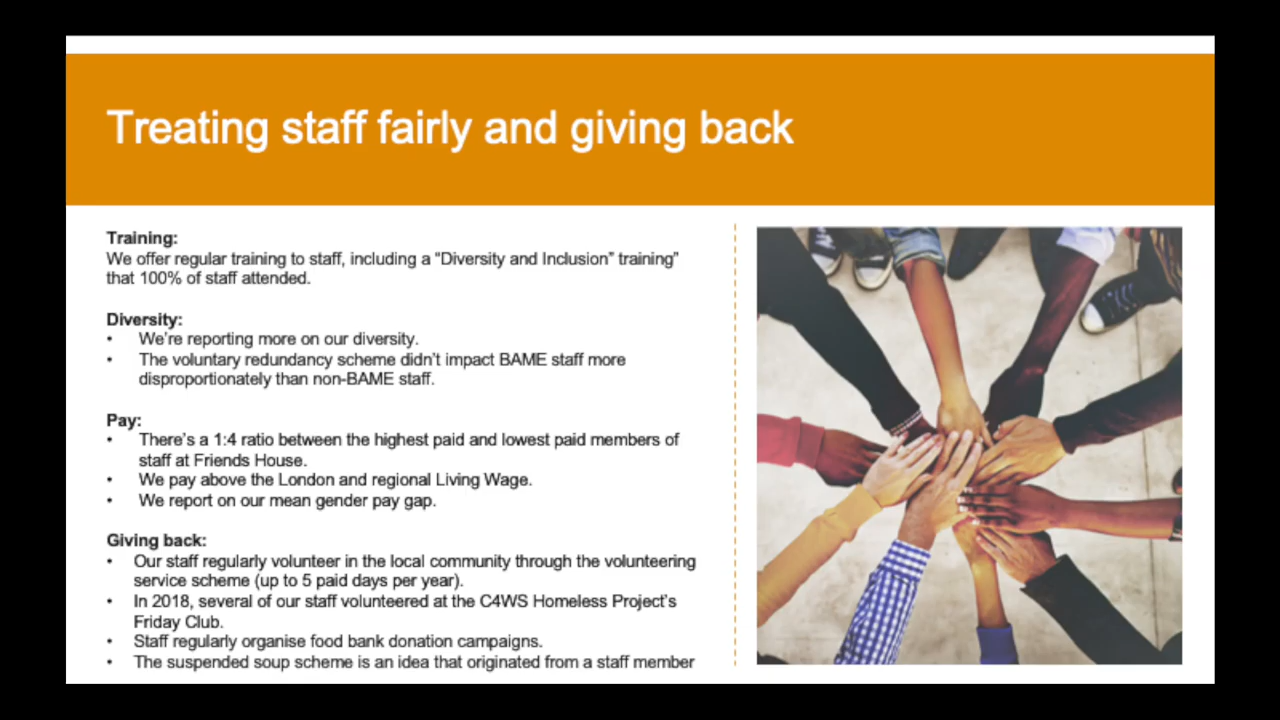 Treating staff fairly and giving back
Training:
We offer regular training to staff, including a “Diversity and Inclusion” training”
that 100% of staff attended.
Diversity:
• We’re reporting more on our diversity.
• The voluntary redundancy scheme didn’t impact BAME staff more
disproportionately than non-BAME staff.
Pay:
• There’s a 1:4 ratio between the highest paid and lowest paid members of
staff at Friends House.
• We pay above the London and regional Living Wage.
• We report on our mean gender pay gap.
Giving back:
• Our staff regularly volunteer in the local community through the volunteering
service scheme (up to 5 paid days per year).
• In 2018, several of our staff volunteered at the C4WS Homeless Project’s
Friday Club.
• Staff regularly organise food bank donation campaigns.
• The suspended soup scheme is an idea that originated from a staff member